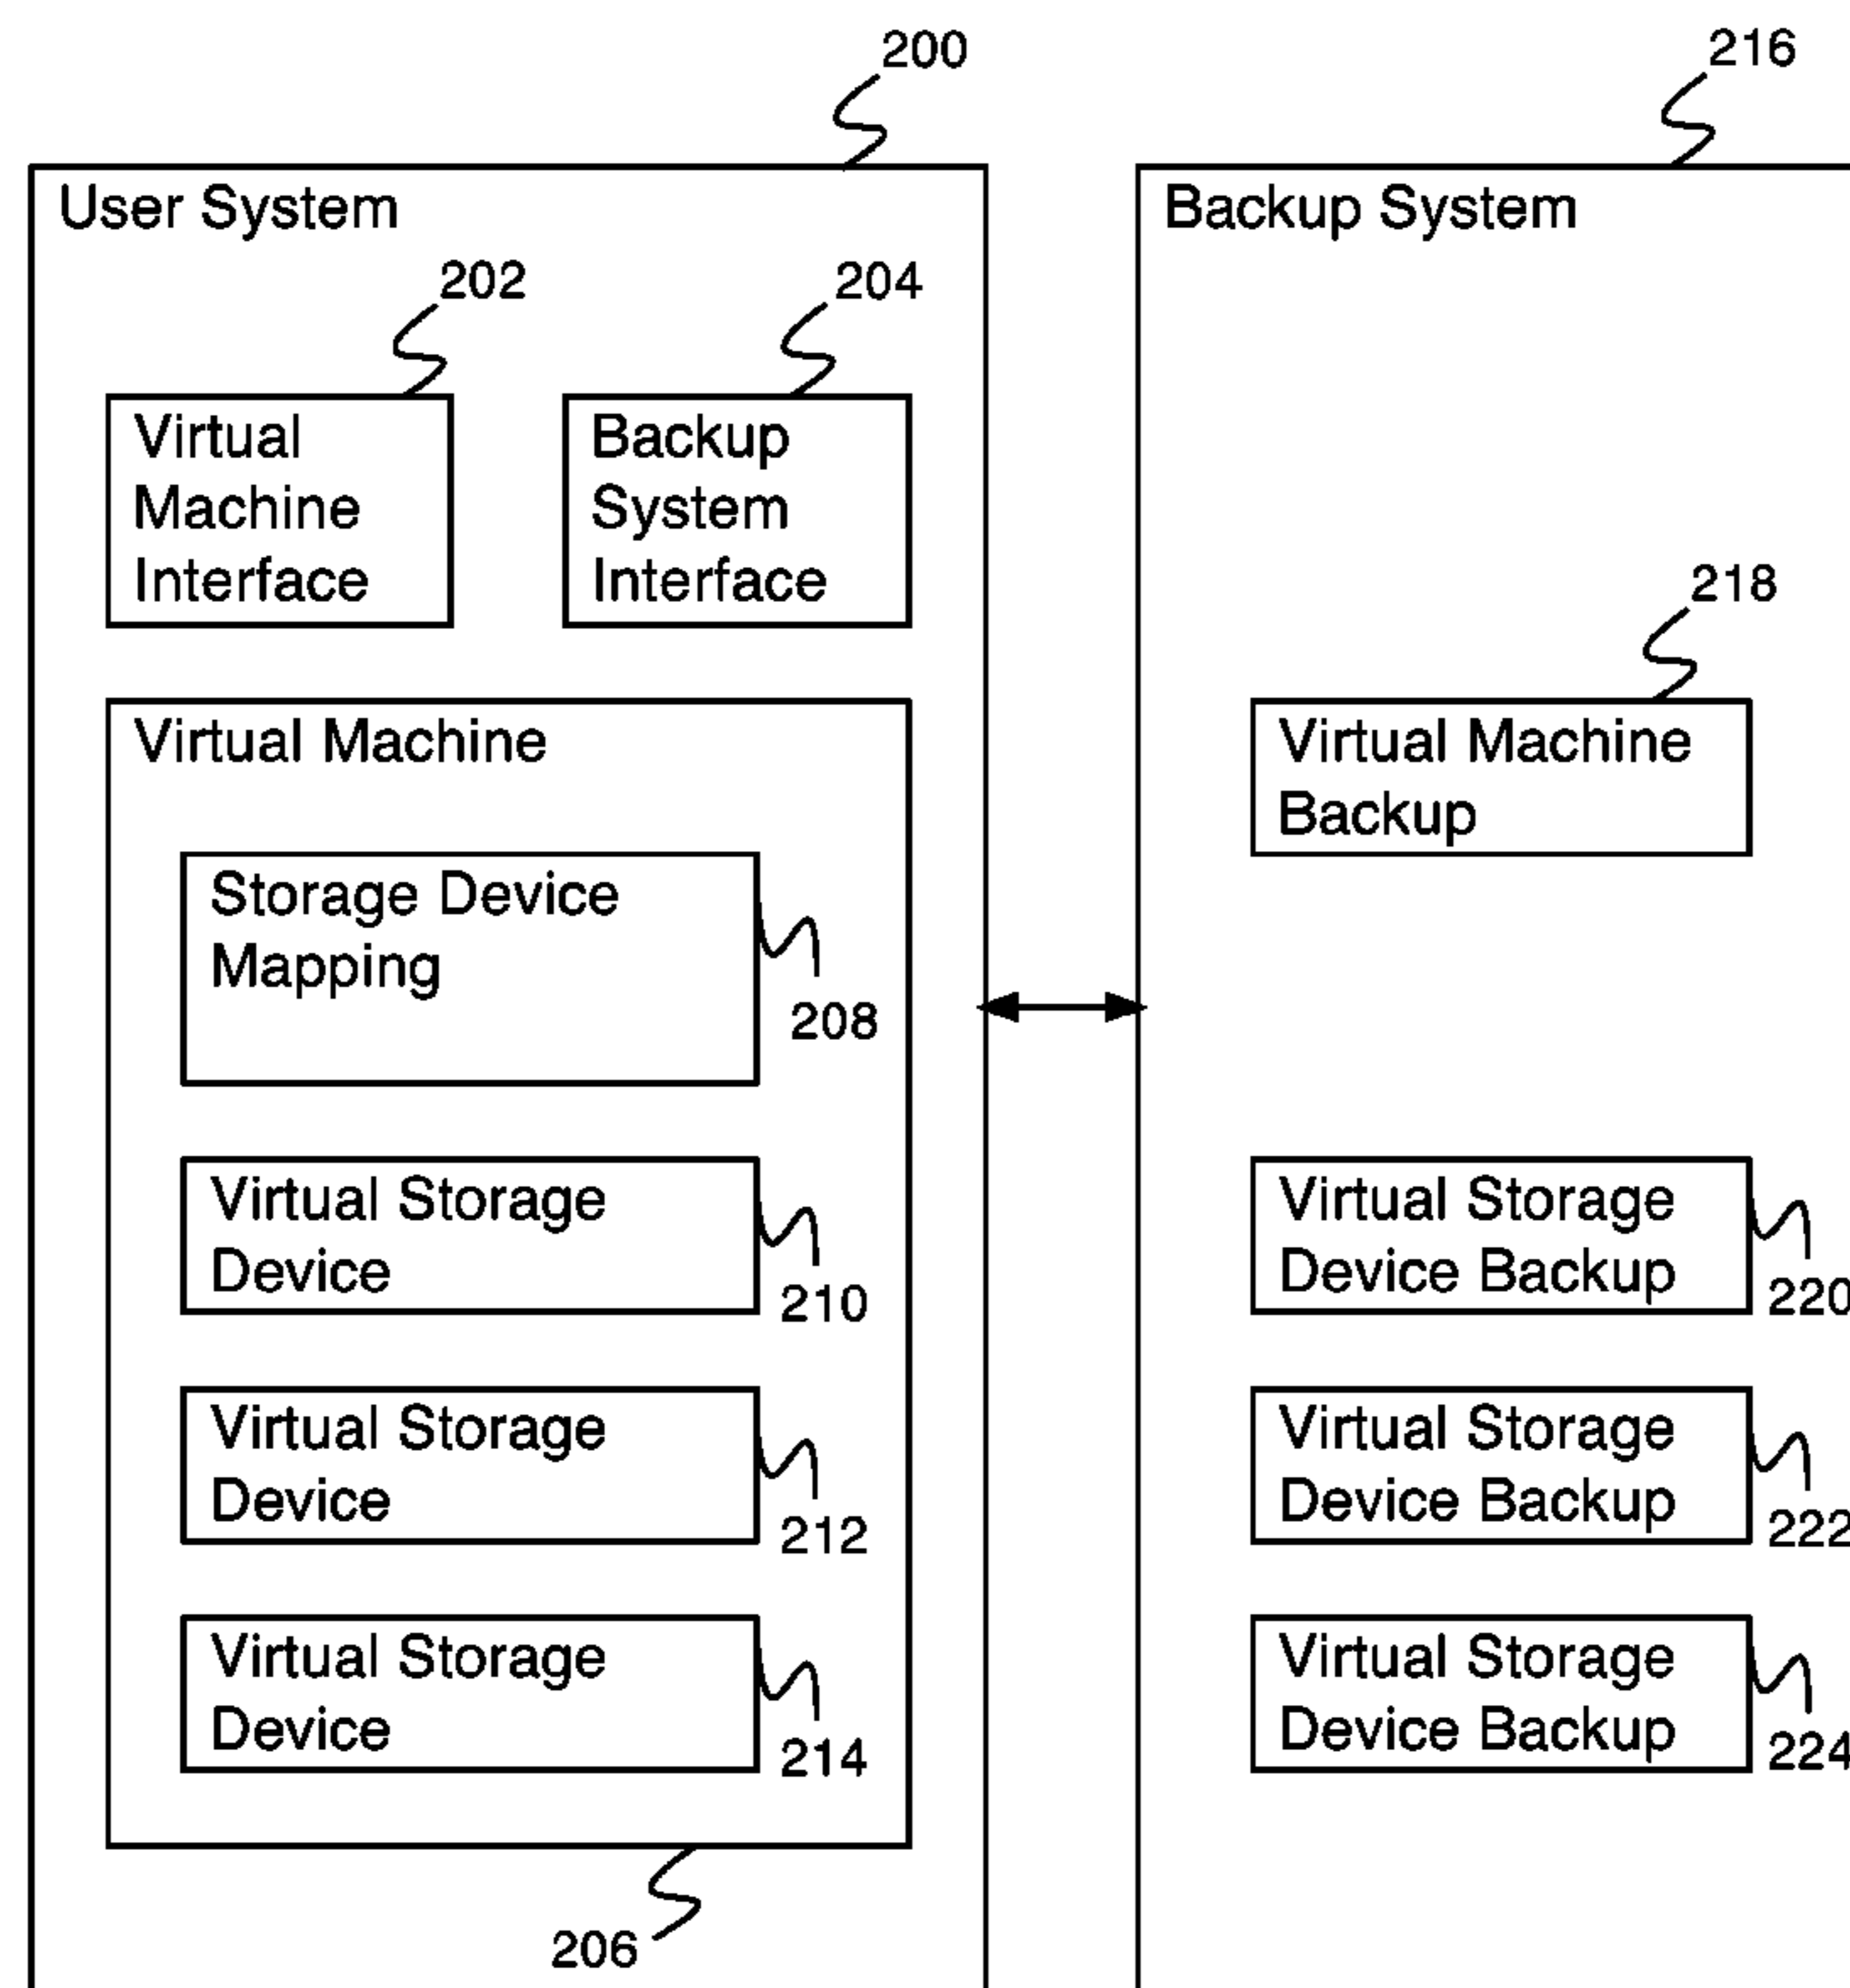 200
216
User System
Backup System
202
204
Virtual
Machine
Interface
Backup
System
Interface
218
Virtual Machine
Virtual Machine
Backup
Storage Device
Mapping
208
Virtual Storage
Device
210
Virtual Storage
Device Backup
220
Virtual Storage
Device
212
Virtual Storage
Device Backup
222
Virtual Storage
Device
214
Virtual Storage
Device Backup
224
206